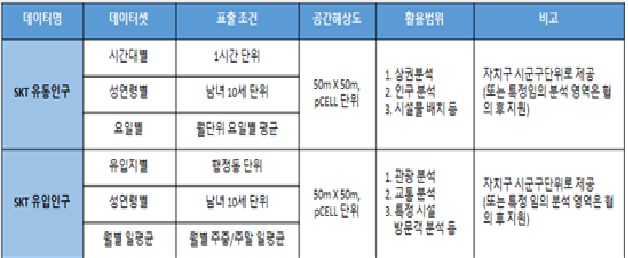 데이터명 데이터셋 표출 조건 공간해상도 활용범위 비고
SKT 유동인구
시간대별 1시간 단위
성연령별 남녀 10세 단위
요일별 월단위 요일별 평균
50m X 50m,
pCELL 단위
1. 상권분석
2. 인구 분석
3. 시설물 배치 등
자치구 시군구단위로 제공
(또는 특정임의 분석 영역은 협
의 후 지원)
SKT 유입인구
유입지별 행정동 단위
성연령별 남녀 10세 단위
월별 일평균 월별 주중/주말 일평균
50m X 50m,
pCELL 단위
1. 관광 분석
2. 교통 분석
3. 특정 시설
방문객 분석 등
자치구 시군구단위로 제공
(또는 특정 임의 분석 영역은 협
의 후 지원)